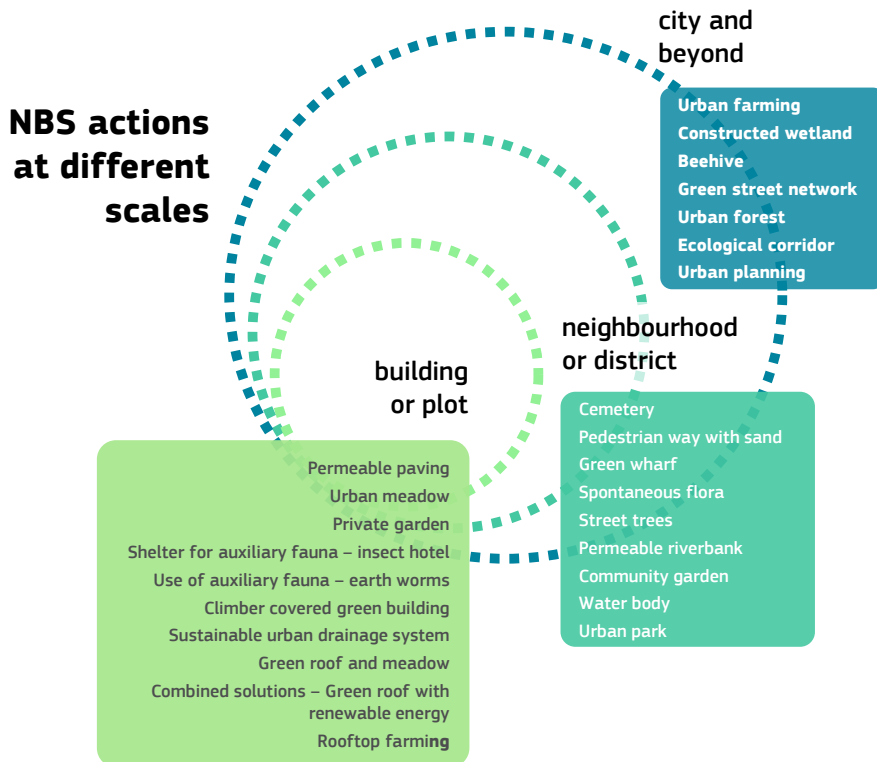 NBS actions
at different
scales
city and
beyond
Urban farming
Constructed wetland
Beehive
Green street network
Urban forest
Ecological corridor
Urban planning
neighbourhood
or district
Cemetery
Pedestrian way with sand
Green wharf
Spontaneous flora
Street trees
Permeable riverbank
Community garden
Water body
Urban park
building
or plot
Permeable paving
Urban meadow
Private garden
Shelter for auxiliary fauna – insect hotel
Use of auxiliary fauna – earth worms
Climber covered green building
Sustainable urban drainage system
Green roof and meadow
Combined solutions – Green roof with
renewable energy
Rooftop farming